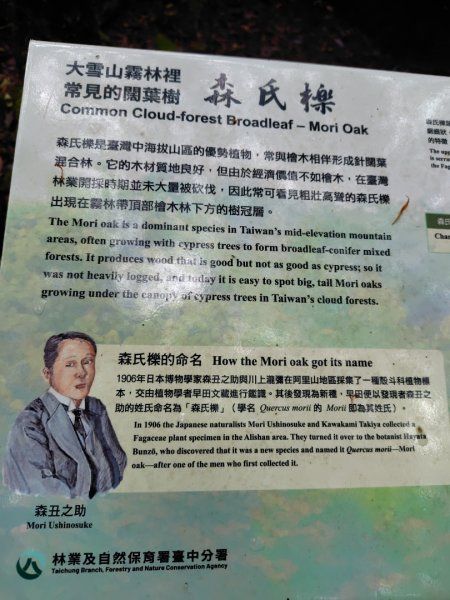 大雪山霧林裡
常見的闊葉樹 森氏櫟
Common Cloud-forest Broadleaf – Mori Oak
森氏櫟是臺灣中海拔山區的優勢植物，常與檜木相伴形成針闊葉
混合林。它的木材質地良好，但由於經濟價值不如檜木，在臺灣
林業開採時期並未大量被砍伐，因此常可看見粗壯高聳的森氏櫟
出現在霧林帶頂部檜木林下方的樹冠層。
The Mori oak is a dominant species in Taiwan's mid-elevation mountain
areas, often growing with cypress trees to form broadleaf-conifer mixed
forests. It produces wood that is good but not as good as cypress; so it
was not heavily logged, and today it is easy to spot big, tall Mori oaks
growing under the canopy of cypress trees in Taiwan's cloud forests.
森氏櫟的命名 How the Mori oak got its name
1906年日本博物學家森丑之助與川上瀧彌在阿里山地區採集了一種殼斗科植物標
本，交由植物學者早田文藏進行鑑識。其後發現為新種，早田便以發現者森丑之
助的姓氏命名為「森氏櫟」（學名 Quercus morii 的 Morii 即為其姓氏）。
In 1906 the Japanese naturalists Mori Ushinosuke and Kawakami Takiya collected a
Fagaceae plant specimen in the Alishan area. They turned it over to the botanist Hayata
Bunzō, who discovered that it was a new species and named it Quercus morii—Mori
oak—after one of the men who first collected it.
森丑之助
Mori Ushinosuke
林業及自然保育署臺中分署
Taichung Branch, Forestry and Nature Conservation Agency